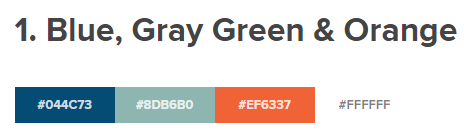 1. Blue, Gray Green & Orange
#044C73 #8DB6B0 #EF6337 #FFFFFF